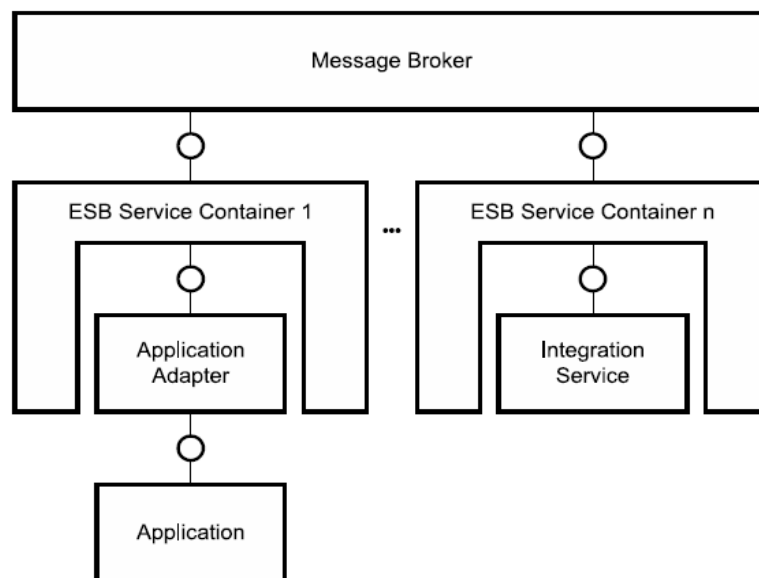 Message Broker
ESB Service Container 1
...
ESB Service Container n
Application
Adapter
Integration
Service
Application